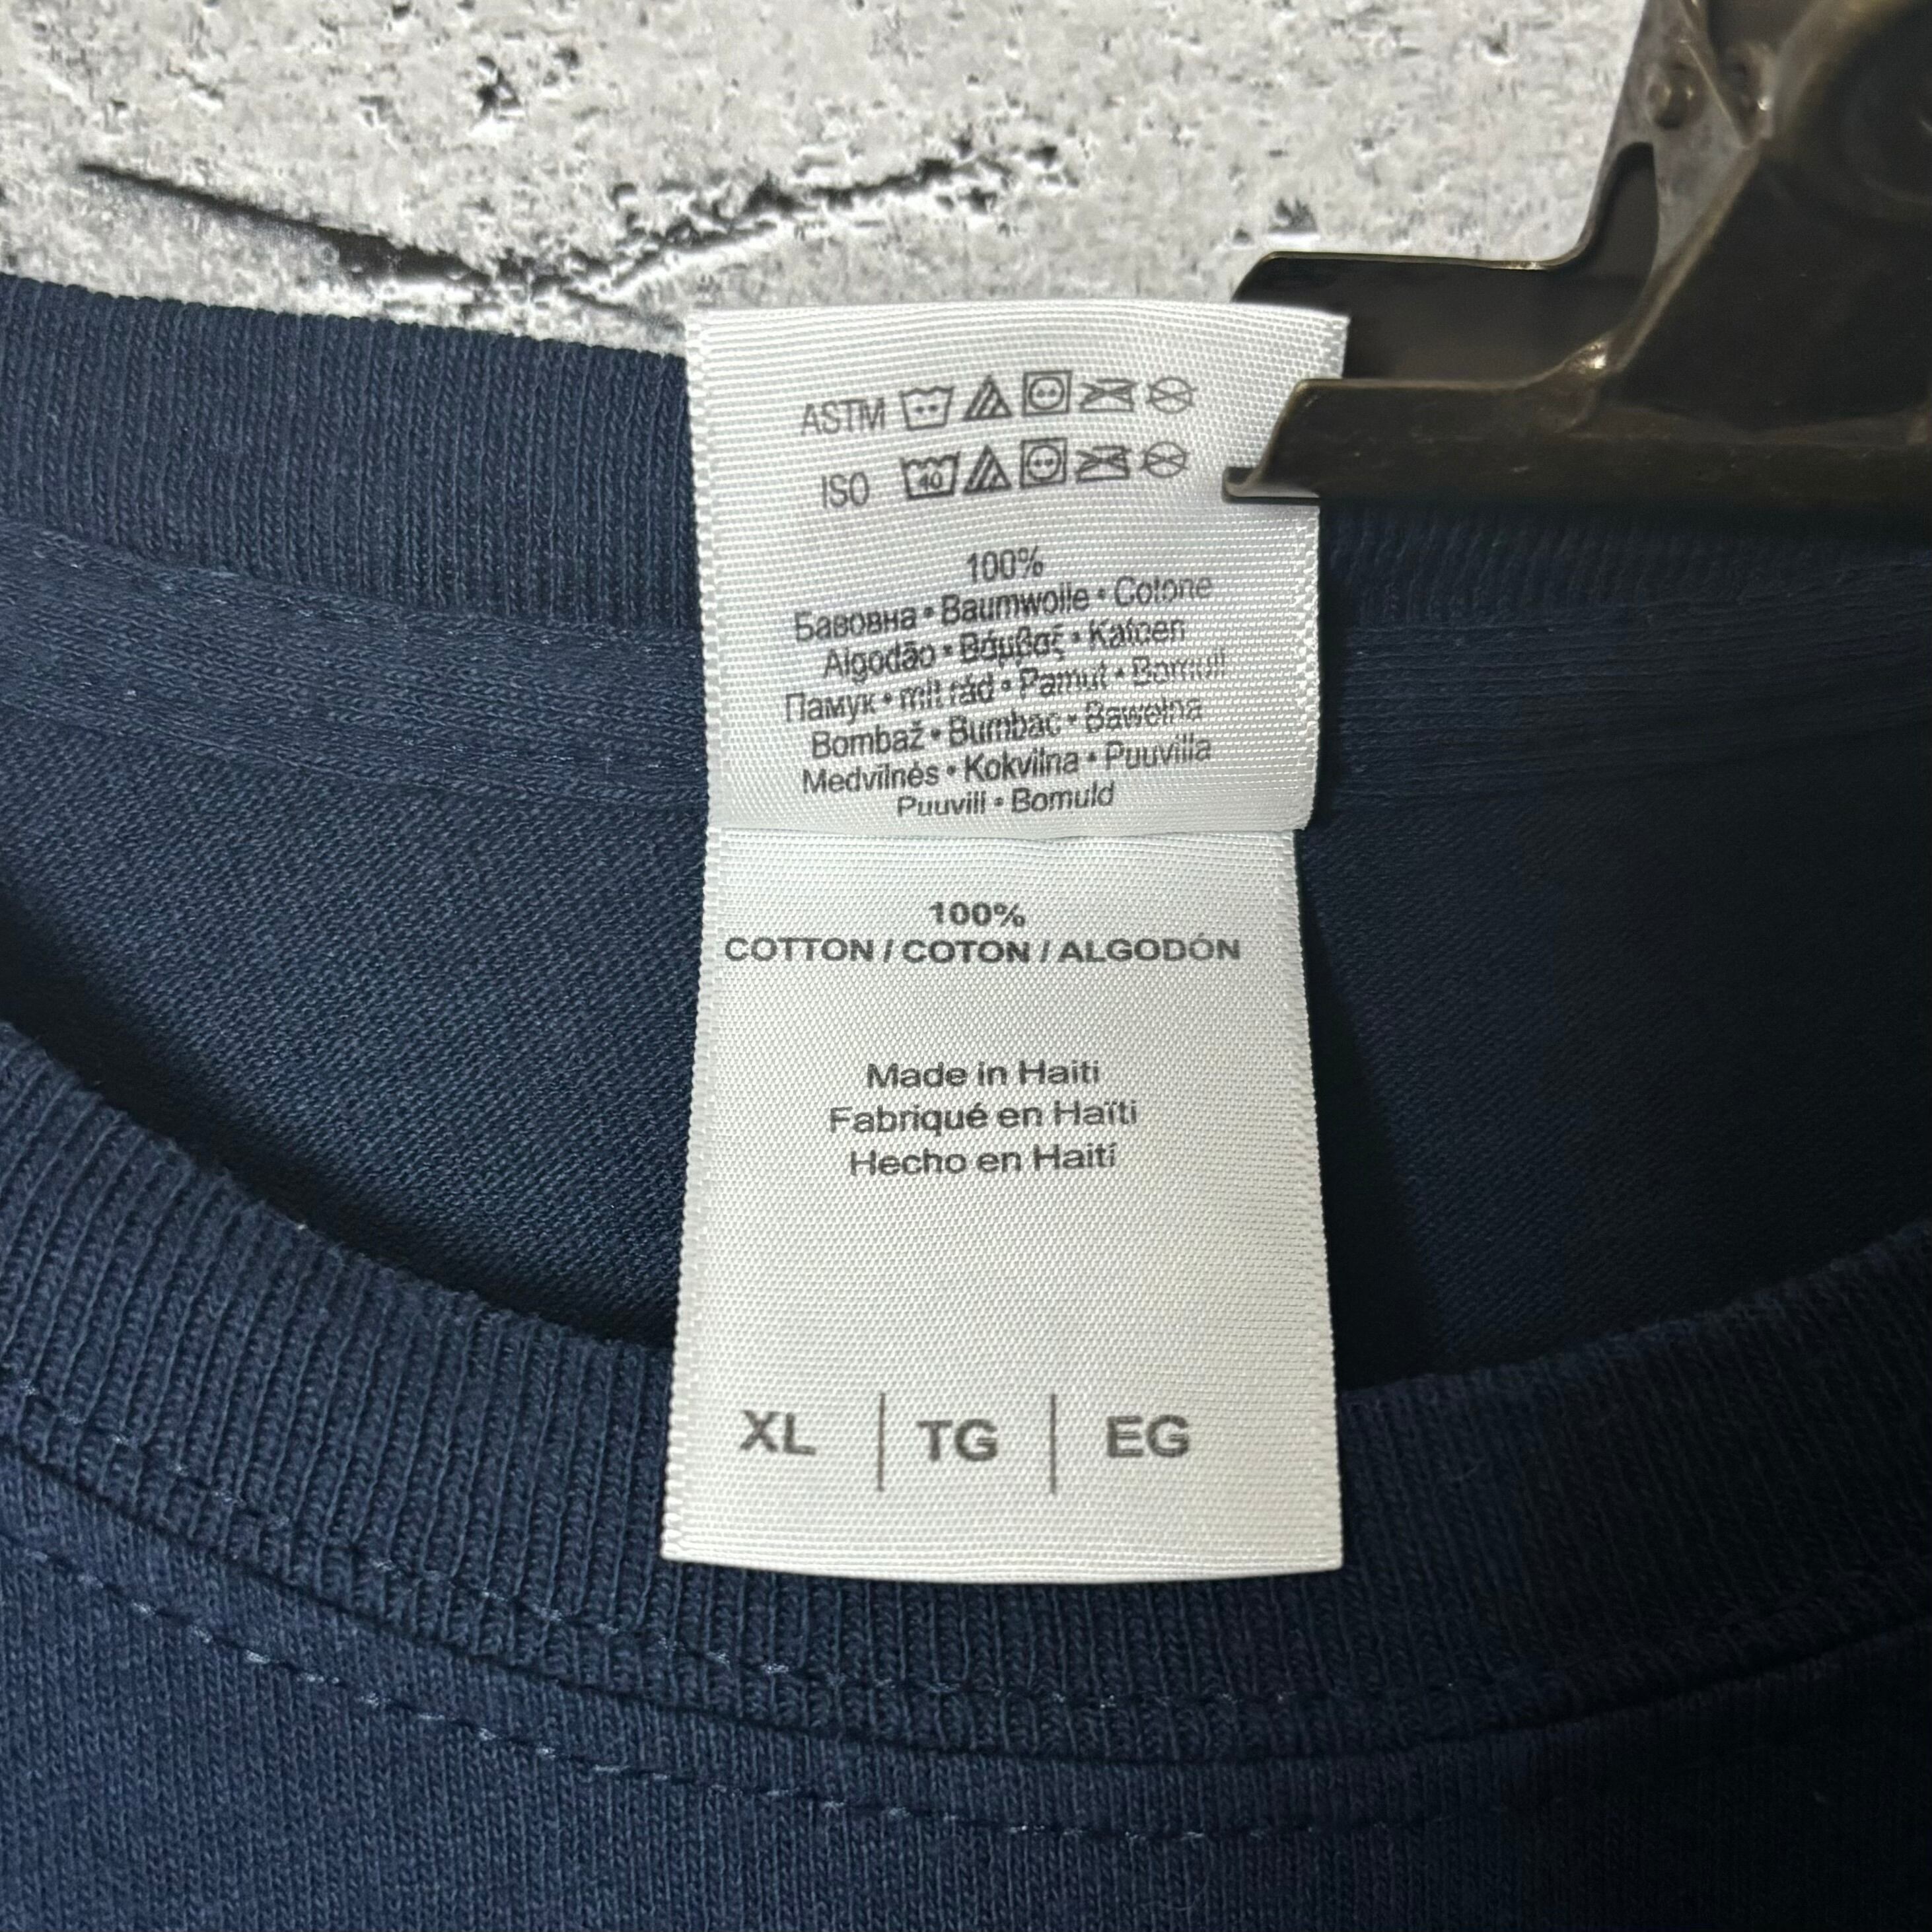 ASTM
ISO 40
100%
Бавовна • Baumwolle • Cotone
Algodão • Βάμβαξ • Katoen
Памук • mit rád • Pamut • Bomull
Bombaž • Bumbac • Bawełna
Medvilnės • Kokvilna • Puuvilla
Puuvill • Bomuld
100%
COTTON / COTON / ALGODÓN
Made in Haiti
Fabriqué en Haïti
Hecho en Haití
XL | TG | EG